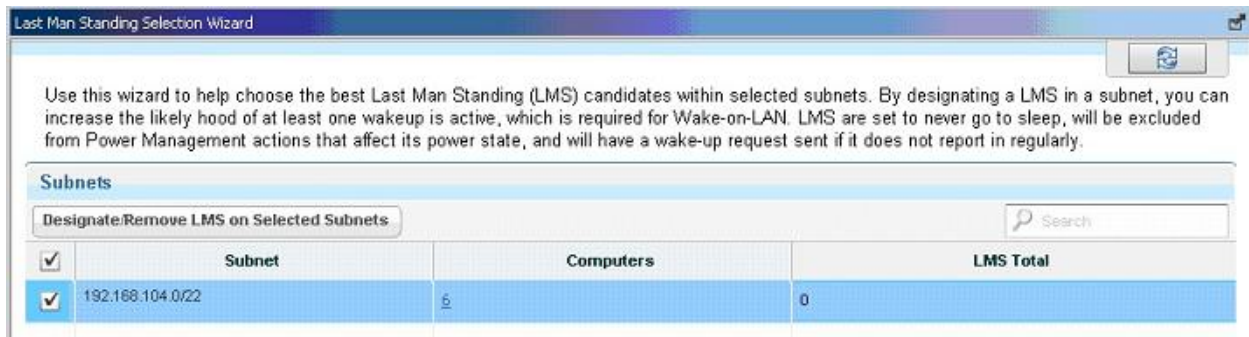 Last Man Standing Selection Wizard
Use this wizard to help choose the best Last Man Standing (LMS) candidates within selected subnets. By designating a LMS in a subnet, you can
increase the likely hood of at least one wakeup is active, which is required for Wake-on-LAN. LMS are set to never go to sleep, will be excluded
from Power Management actions that affect its power state, and will have a wake-up request sent if it does not report in regularly.
Subnets
Designate/Remove LMS on Selected Subnets
Search
Subnet Computers LMS Total
192.168.104.0/22 6 0